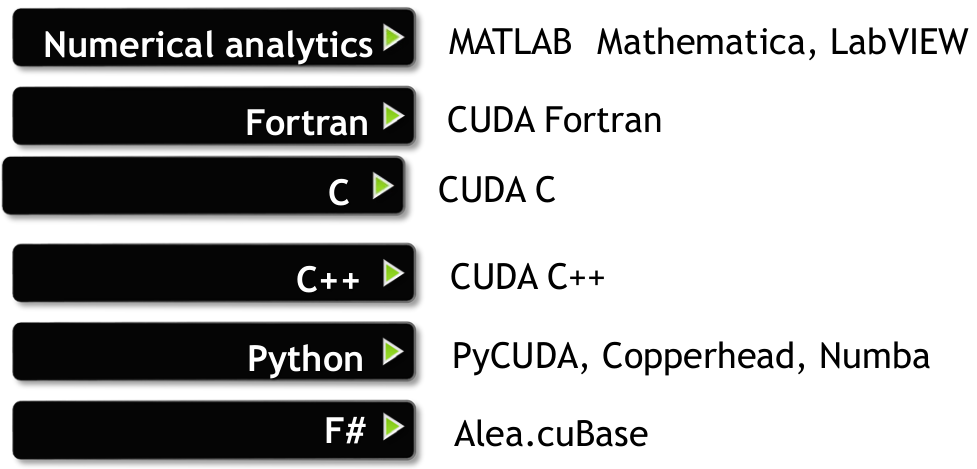 Numerical analytics MATLAB Mathematica, LabVIEW
Fortran CUDA Fortran
C CUDA C
C++ CUDA C++
Python PyCUDA, Copperhead, Numba
F# Alea.cuBase